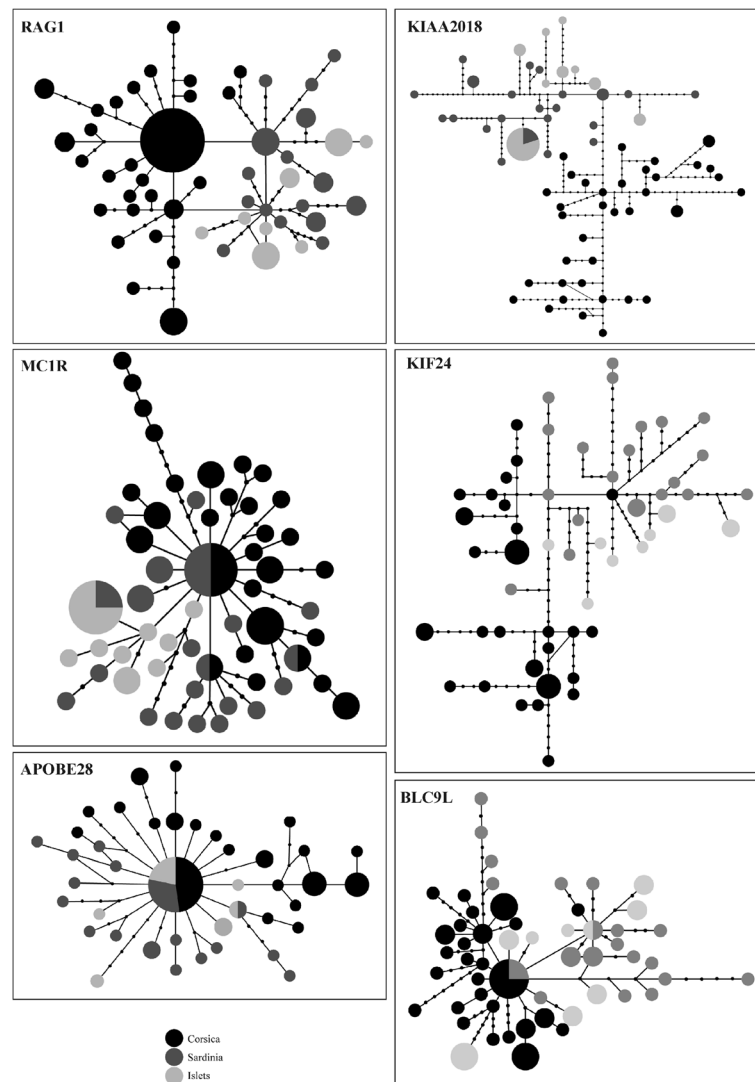 RAG1
KIAA2018
MC1R
KIF24
APOBE28
BLC9L
Corsica
Sardinia
Islets